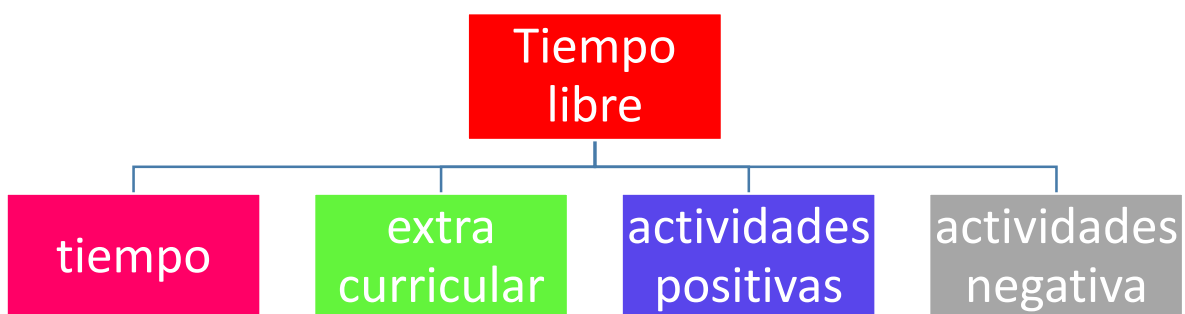 Tiempo
libre
tiempo
extra
curricular
actividades
positivas
actividades
negativa